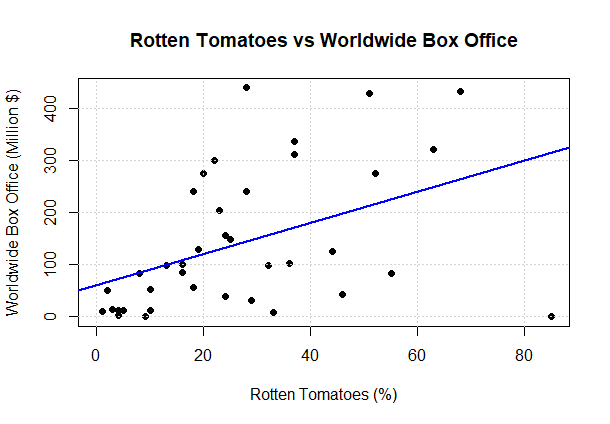 Rotten Tomatoes vs Worldwide Box Office
Worldwide Box Office (Million $)
400
300
200
100
0
0 20 40 60 80
Rotten Tomatoes (%)